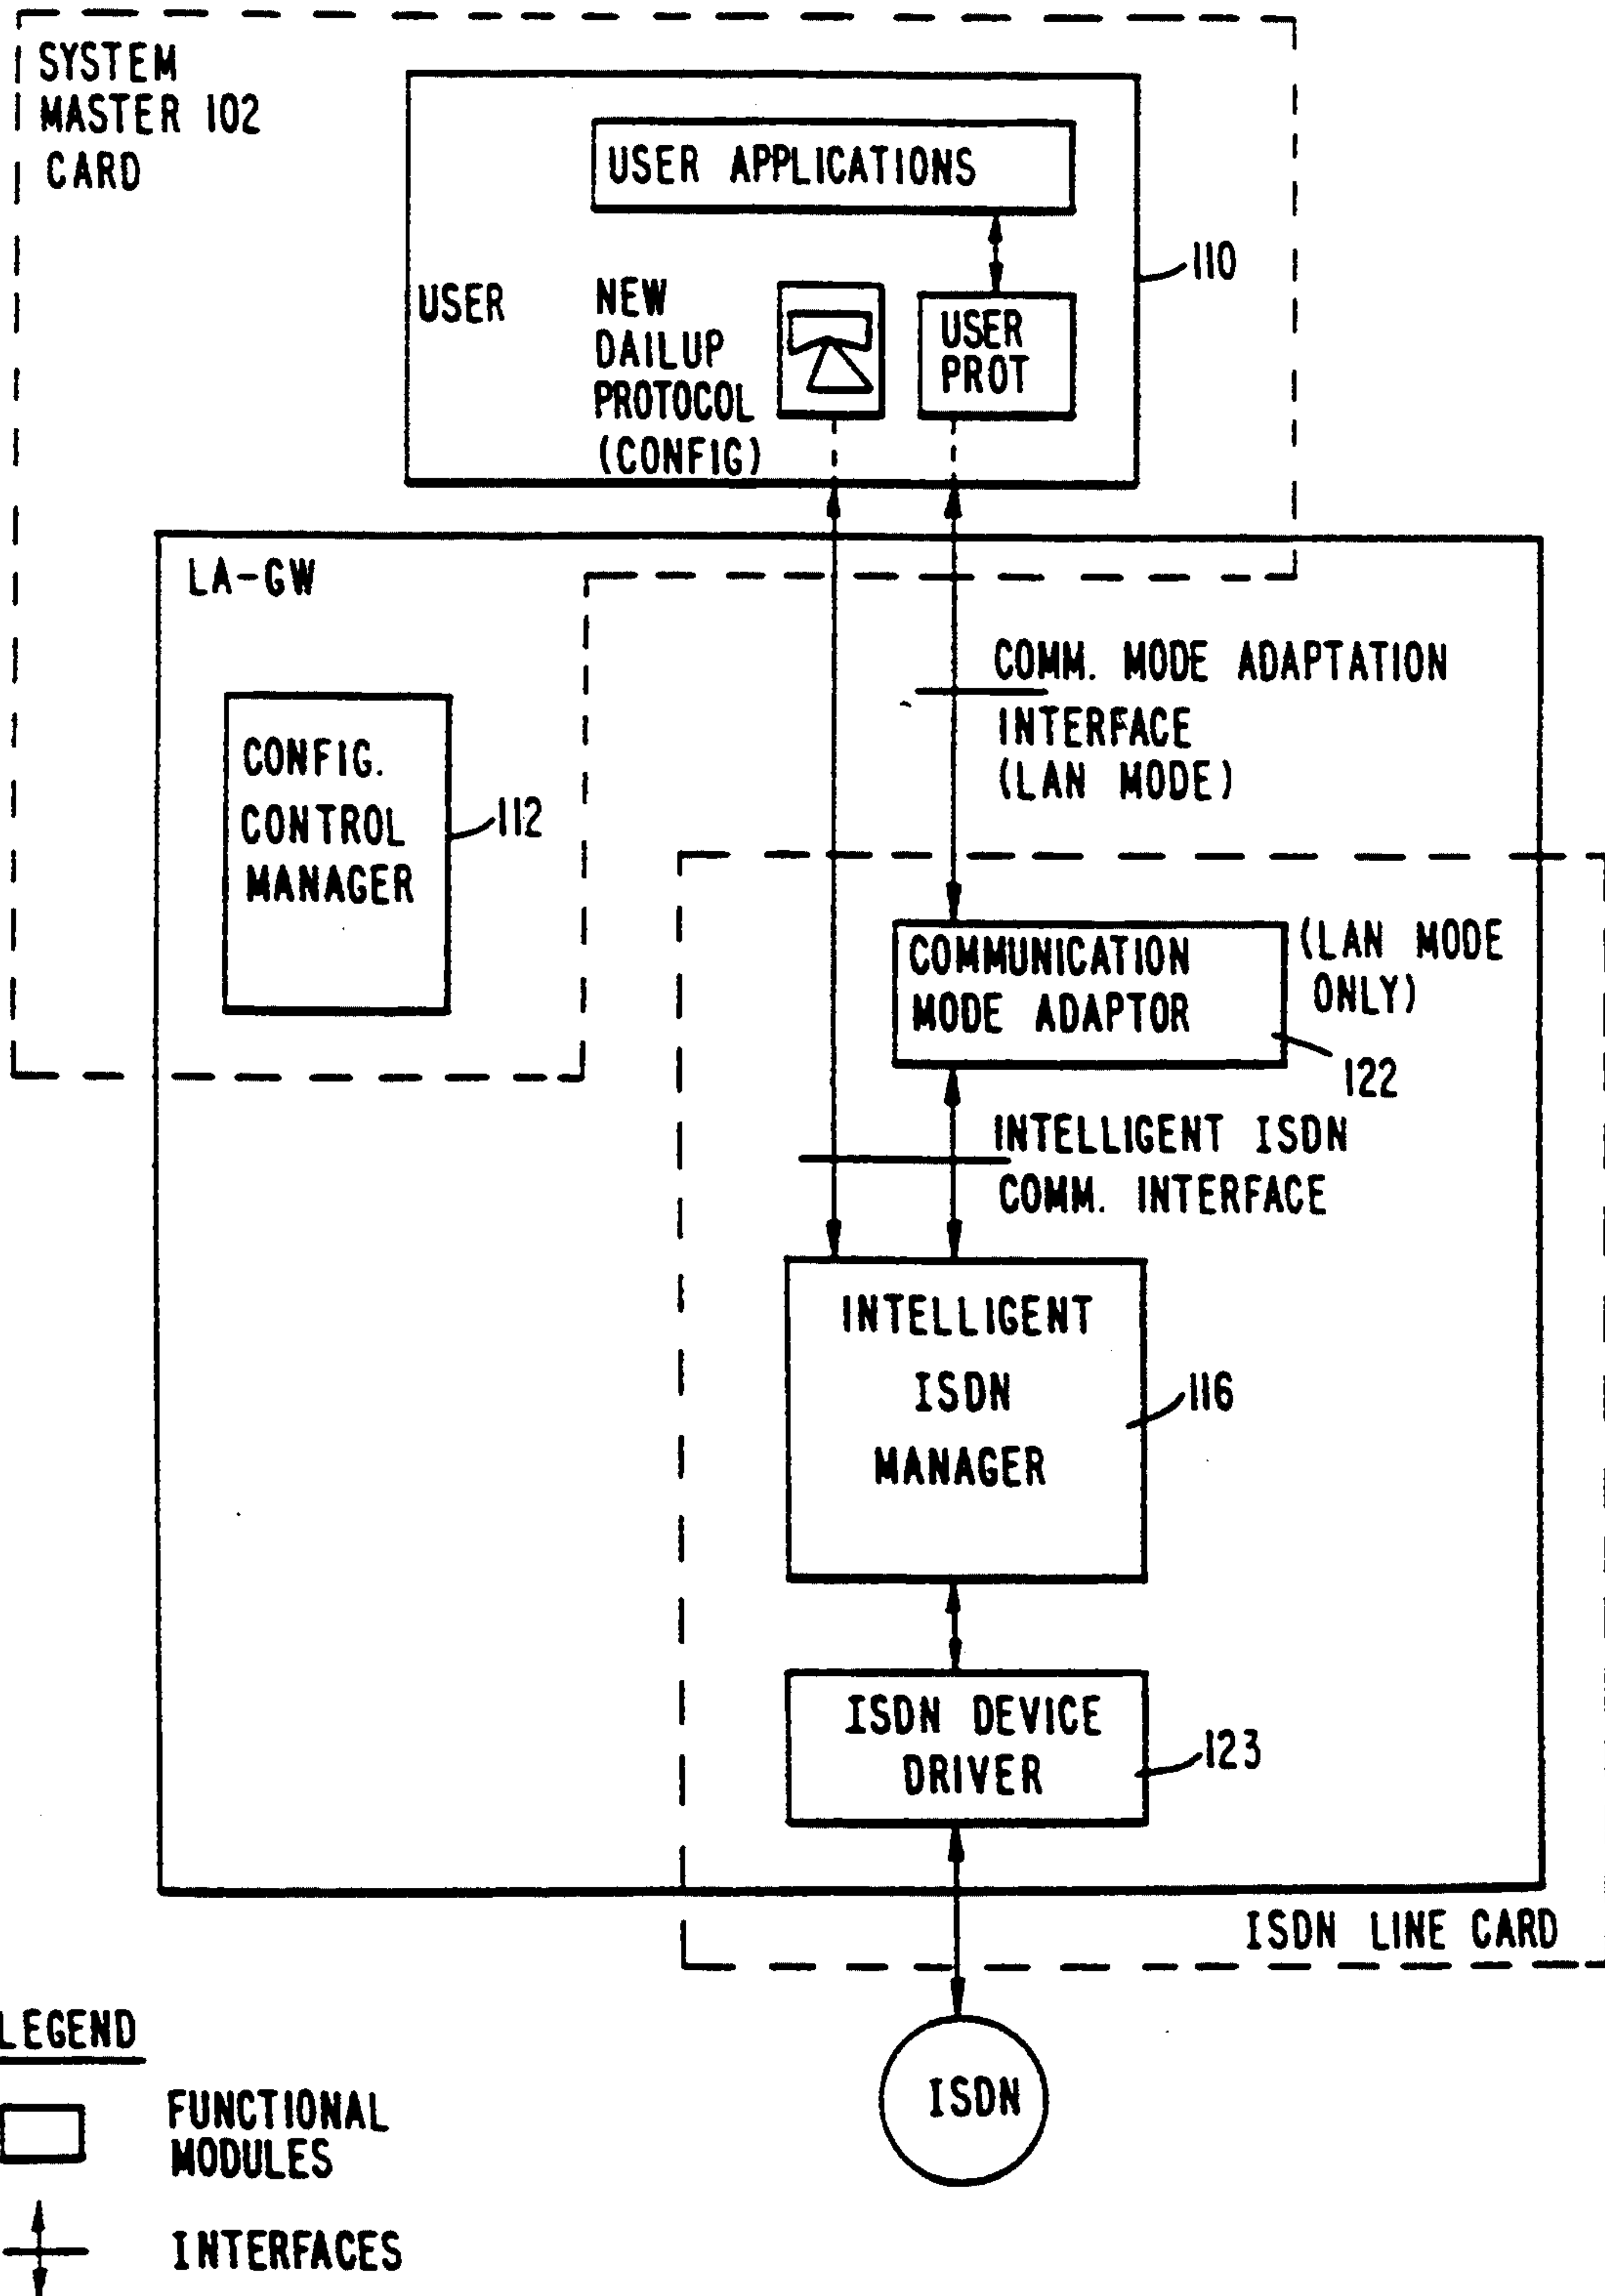 SYSTEM
MASTER 102
CARD
USER APPLICATIONS
110
USER
NEW
DAILUP
PROTOCOL
(CONFIG)
USER
PROT
LA-GW
COMM. MODE ADAPTATION
INTERFACE
(LAN MODE)
CONFIG.
CONTROL
MANAGER
112
COMMUNICATION
MODE ADAPTOR
(LAN MODE
ONLY)
122
INTELLIGENT ISDN
COMM. INTERFACE
INTELLIGENT
ISDN
MANAGER
116
ISDN DEVICE
DRIVER
123
ISDN LINE CARD
ISDN
LEGEND
FUNCTIONAL
MODULES
INTERFACES